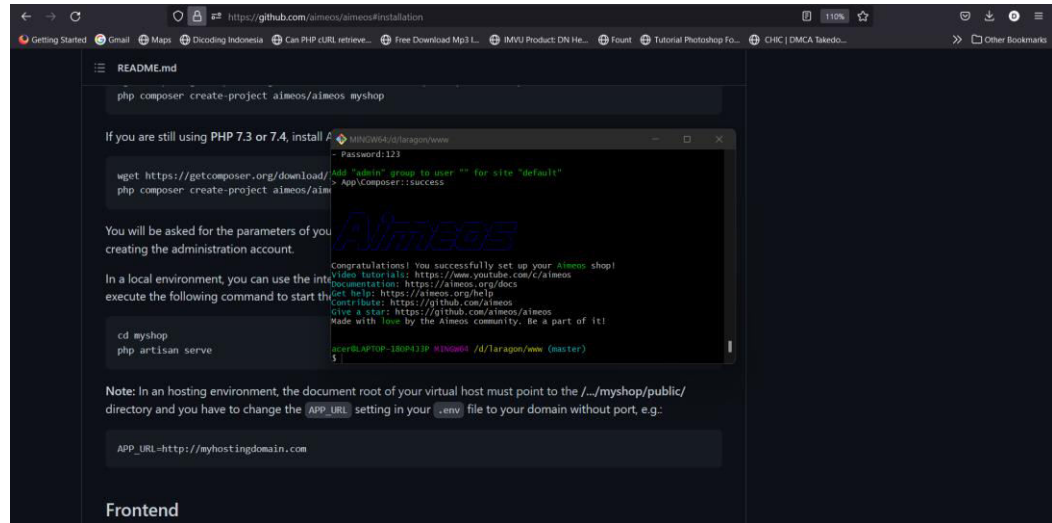 https://github.com/aimeos/aimeos#installation
110%
Getting Started
Gmail
Maps
Dicoding Indonesia
Can PHP cURL retrieve...
Free Download Mp3 l...
IMVU Product: DN He...
Fount
Tutorial Photoshop Fo...
CHIC | DMCA Takedo...
Other Bookmarks
README.md
php composer create-project aimeos/aimeos myshop
If you are still using PHP 7.3 or 7.4, install A
wget https://getcomposer.org/download/
php composer create-project aimeos/aime
You will be asked for the parameters of you
creating the administration account.
In a local environment, you can use the inte
execute the following command to start the
cd myshop
php artisan serve
MINGW64:/d/laragon/www
- Password:123
Add "admin" group to user "" for site "default"
> App\Composer::success
Aimeos
Congratulations! You successfully set up your Aimeos shop!
Video tutorials: https://www.youtube.com/c/aimeos
Documentation: https://aimeos.org/docs
Get help: https://aimeos.org/help
Contribute: https://github.com/aimeos
Give a star: https://github.com/aimeos/aimeos
Made with love by the Aimeos community. Be a part of it!
MINGW64 /d/laragon/www (master)
$
Note: In an hosting environment, the document root of your virtual host must point to the /.../myshop/public/
directory and you have to change the APP_URL setting in your .env file to your domain without port, e.g.:
APP_URL=http://myhostingdomain.com
Frontend